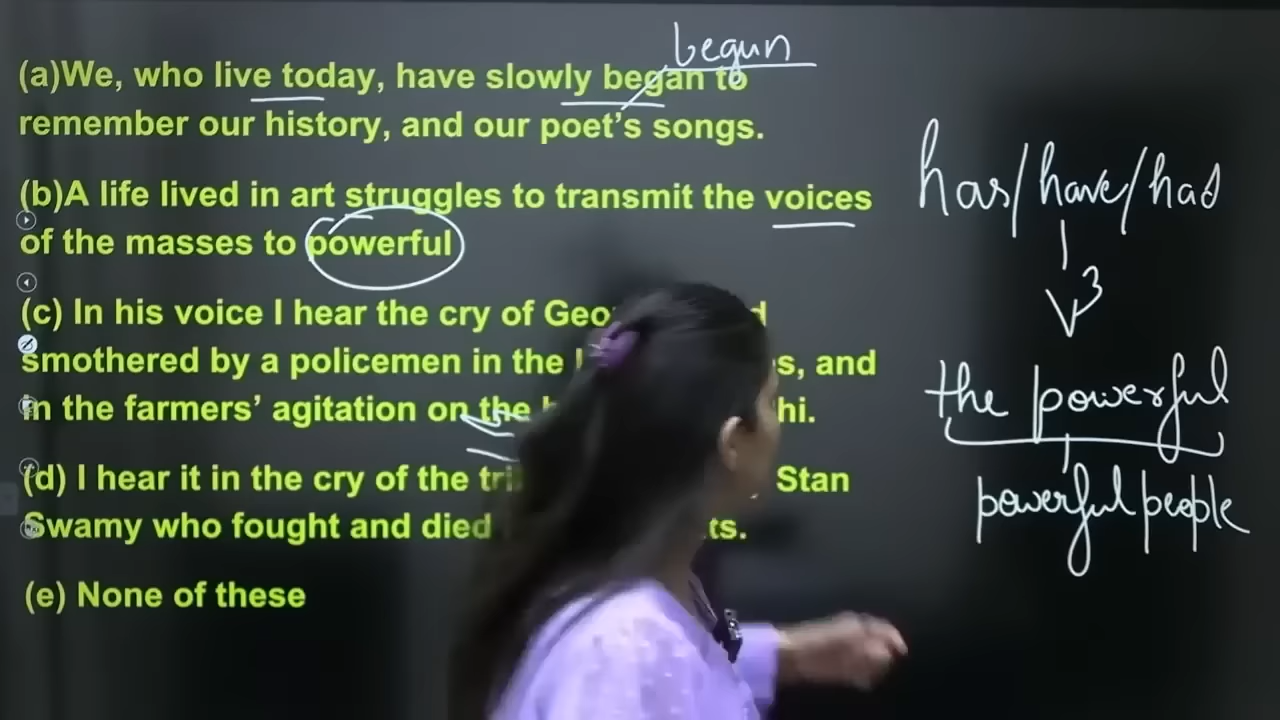 begun
(a)We, who live today, have slowly began to
remember our history, and our poet's songs.
(b)A life lived in art struggles to transmit the voices
of the masses to powerful
(c) In his voice I hear the cry of
smothered by a policemen in the
in the farmers' agitation on the
(d) I hear it in the cry of the Stan
Swamy who fought and died
(e) None of these
has/have/had
V3
the powerful
powerful people